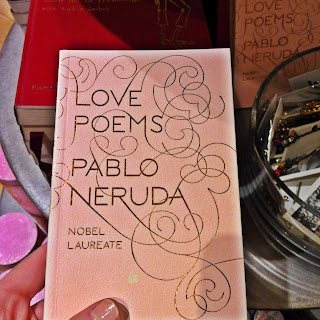 LOVE
POEMS
PABLO
NERUDA
NOBEL
LAUREATE
LOVE
POEMS
PABLO
NERUDA